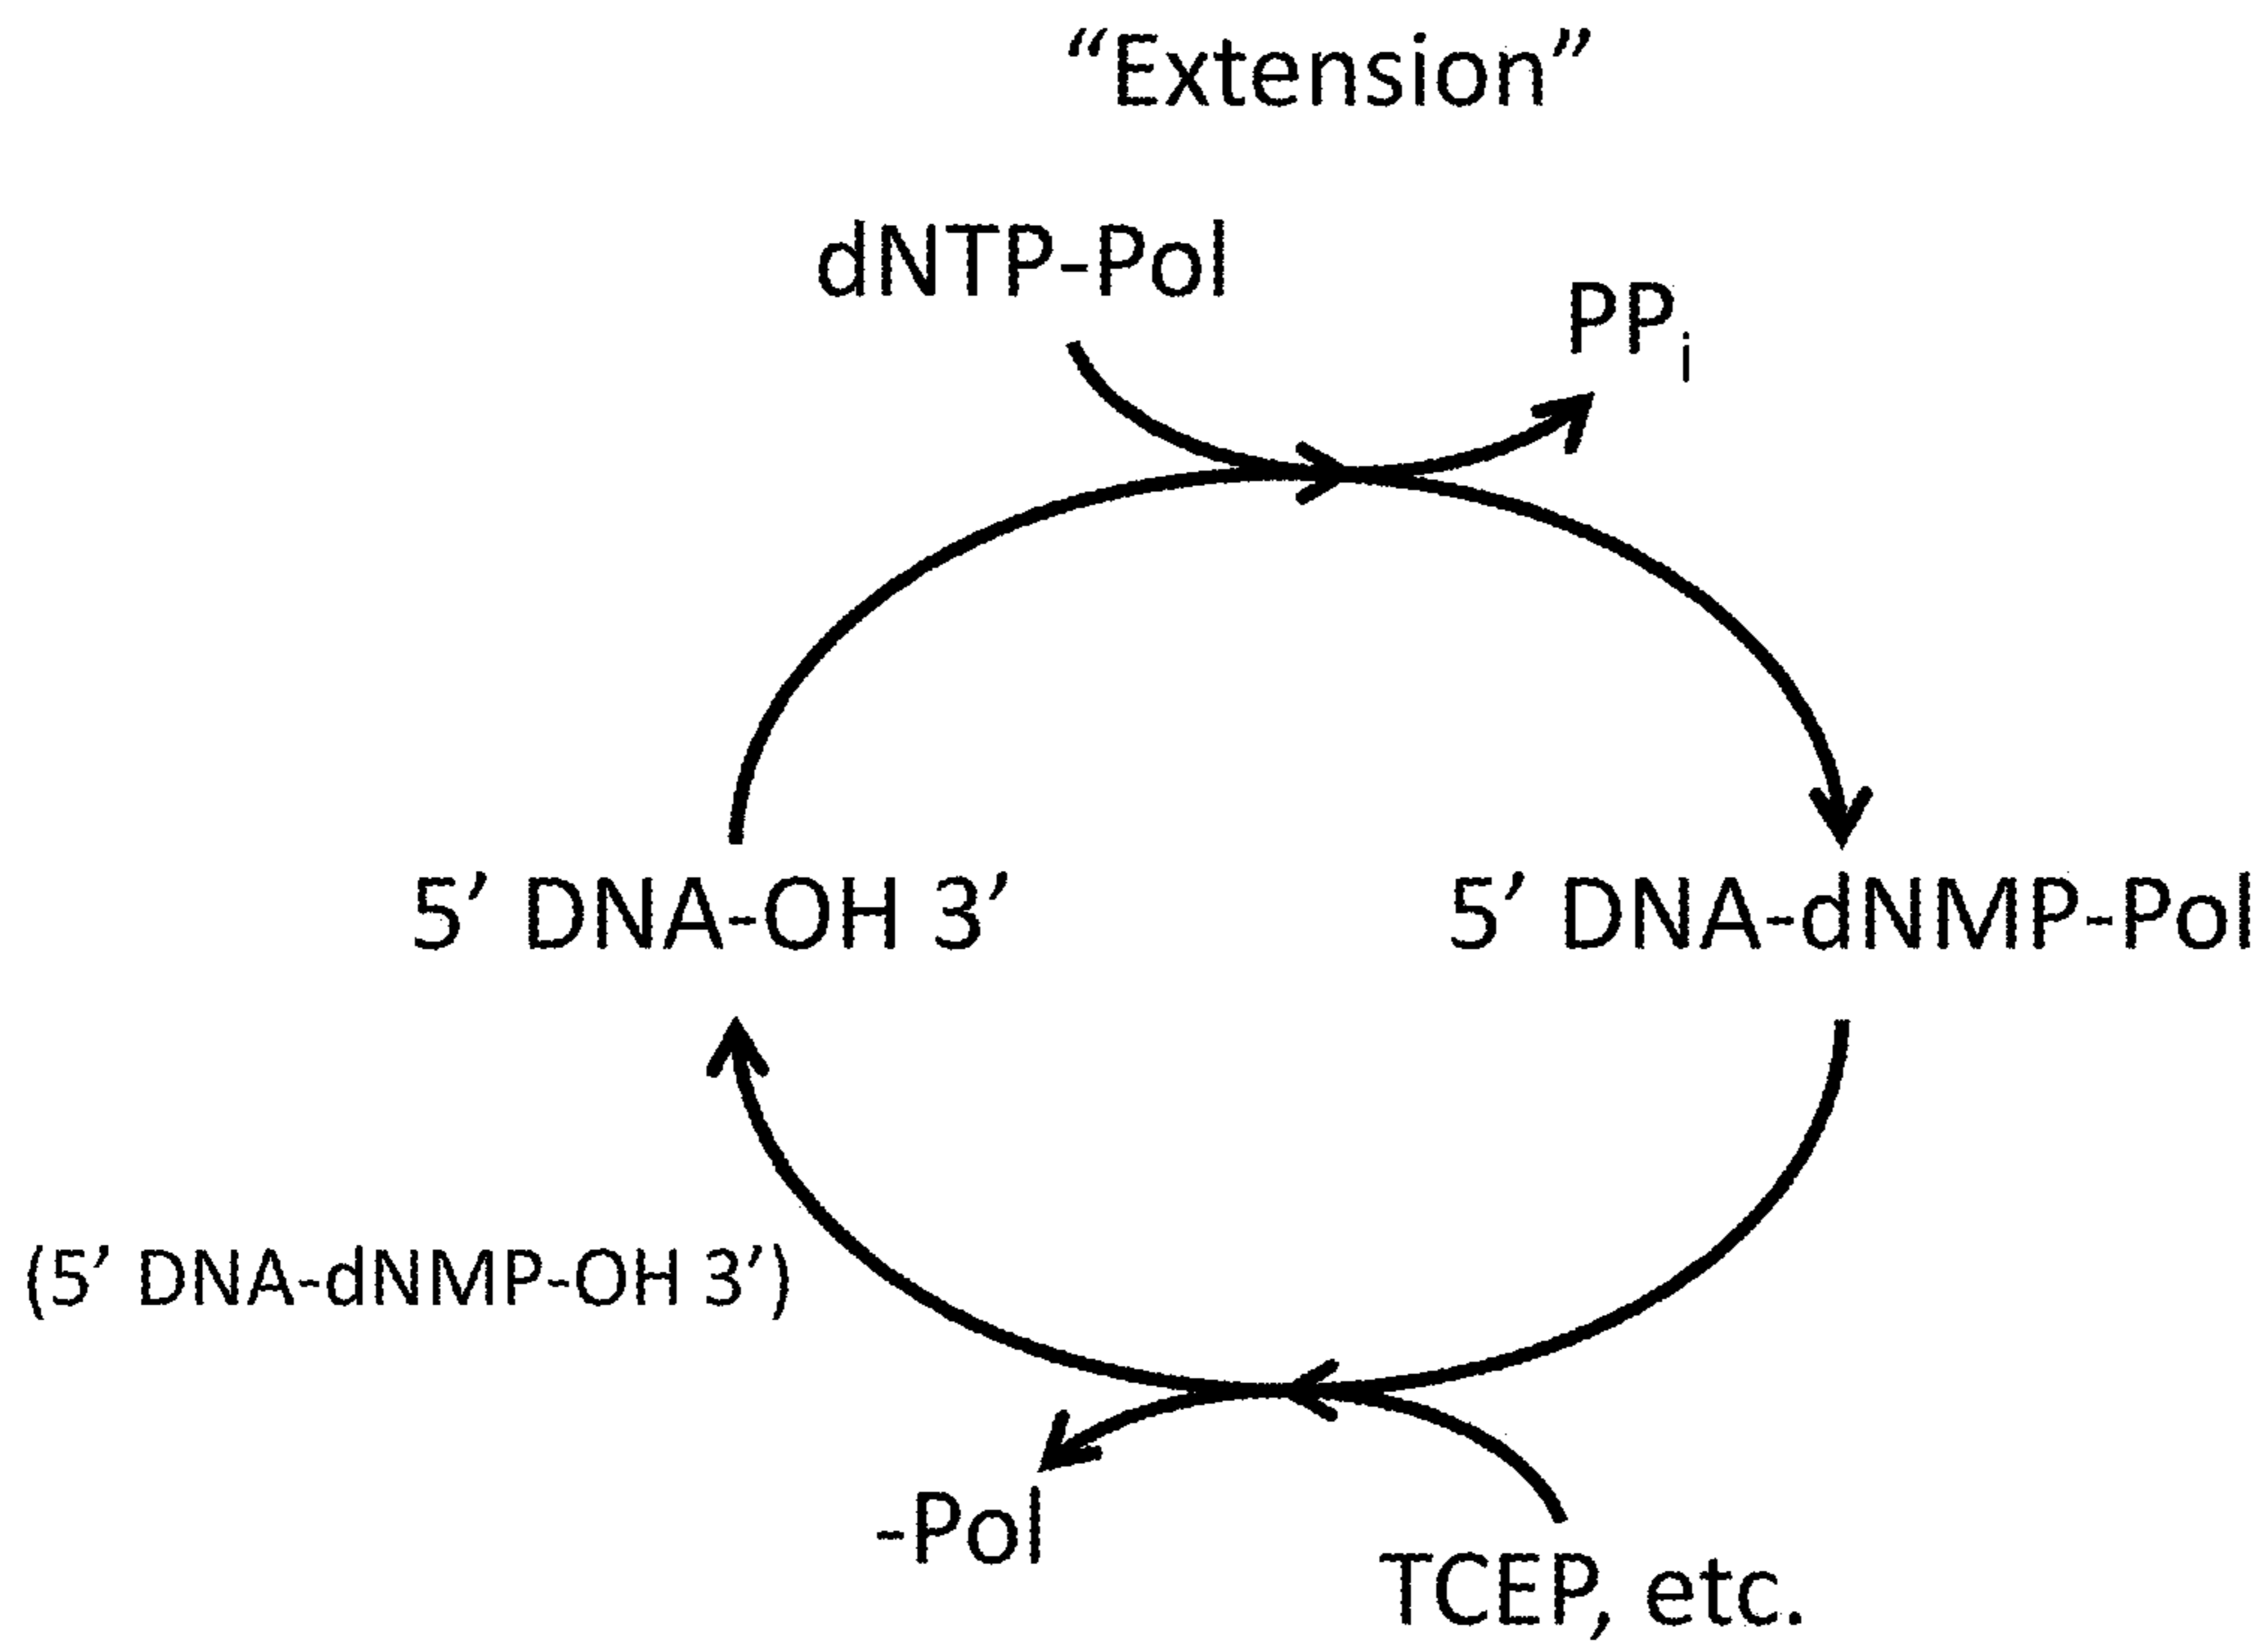 “Extension”
dNTP-Pol
PPi
5′ DNA-OH 3′
5′ DNA-dNMP-Pol
(5′ DNA-dNMP-OH 3′)
-Pol
TCEP, etc.